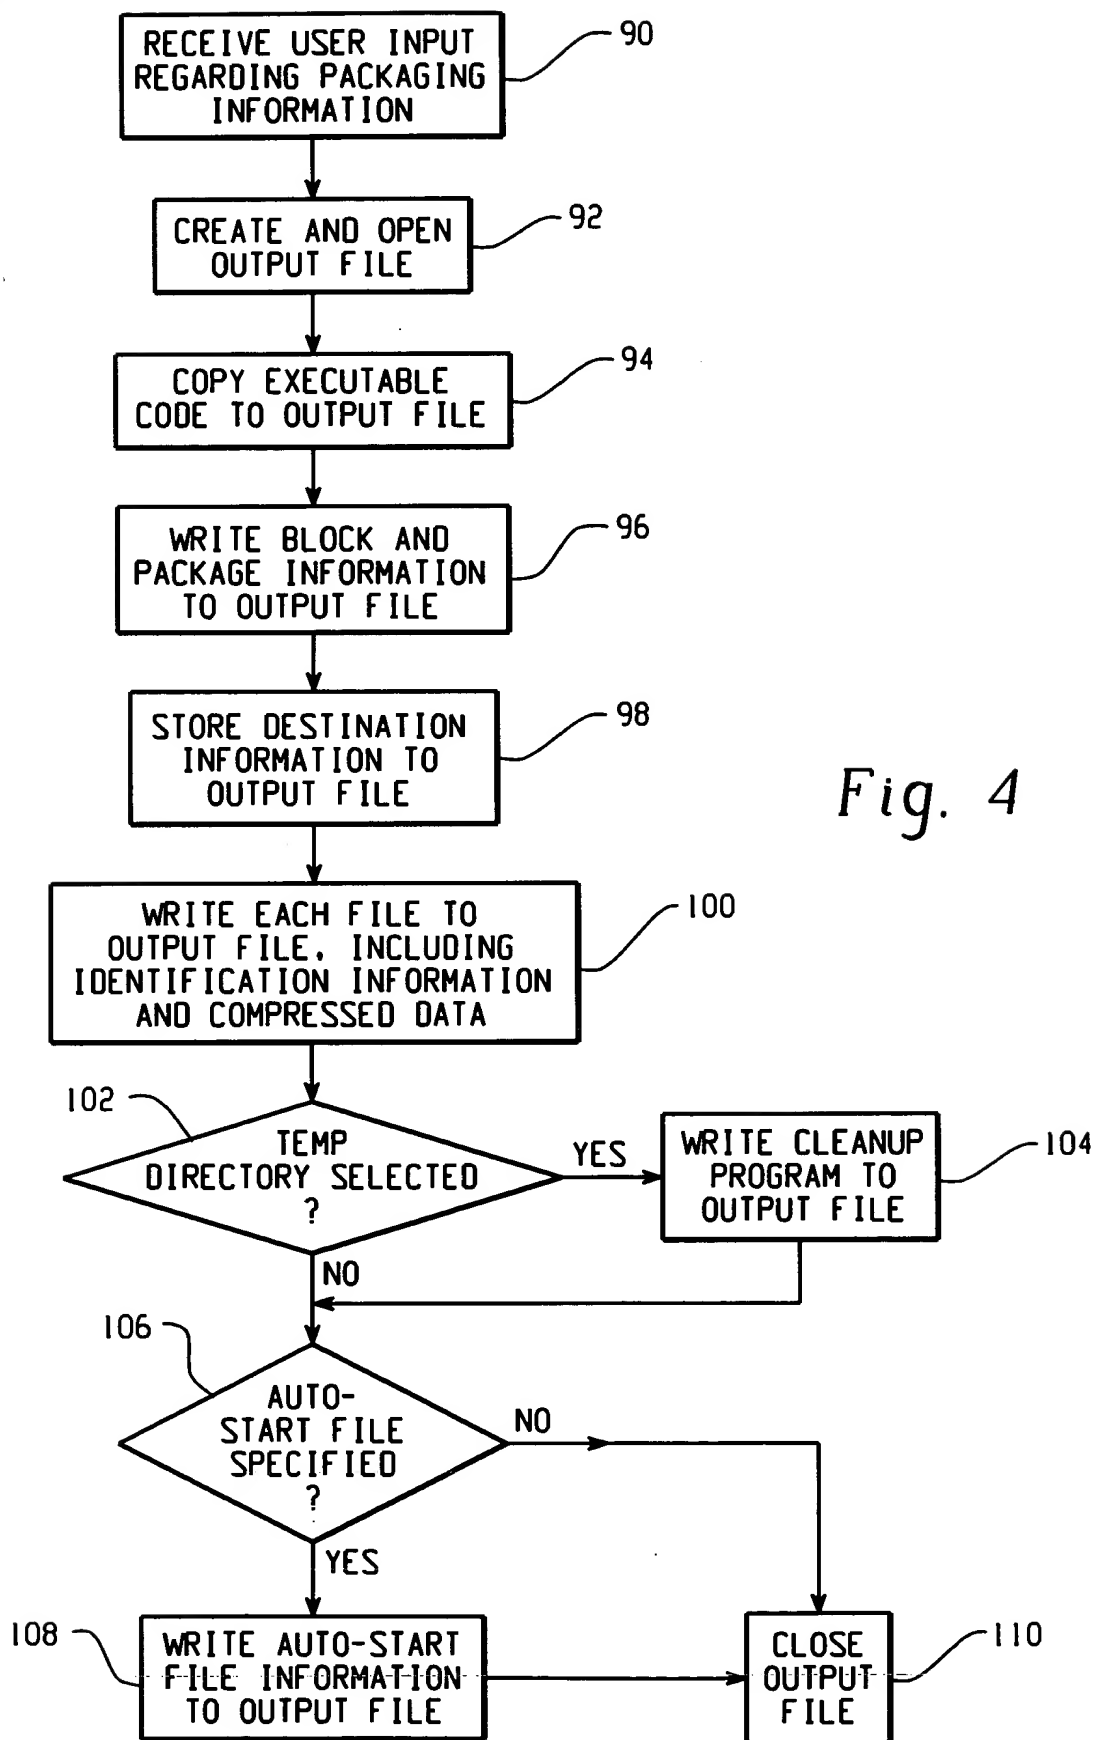 RECEIVE USER INPUT
REGARDING PACKAGING
INFORMATION
90
CREATE AND OPEN
OUTPUT FILE
92
COPY EXECUTABLE
CODE TO OUTPUT FILE
94
WRITE BLOCK AND
PACKAGE INFORMATION
TO OUTPUT FILE
96
STORE DESTINATION
INFORMATION TO
OUTPUT FILE
98
Fig. 4
WRITE EACH FILE TO
OUTPUT FILE, INCLUDING
IDENTIFICATION INFORMATION
AND COMPRESSED DATA
100
102
TEMP
DIRECTORY SELECTED
?
YES
WRITE CLEANUP
PROGRAM TO
OUTPUT FILE
104
NO
106
AUTO-
START FILE
SPECIFIED
?
NO
YES
108
WRITE AUTO-START
FILE INFORMATION
TO OUTPUT FILE
CLOSE
OUTPUT
FILE
110